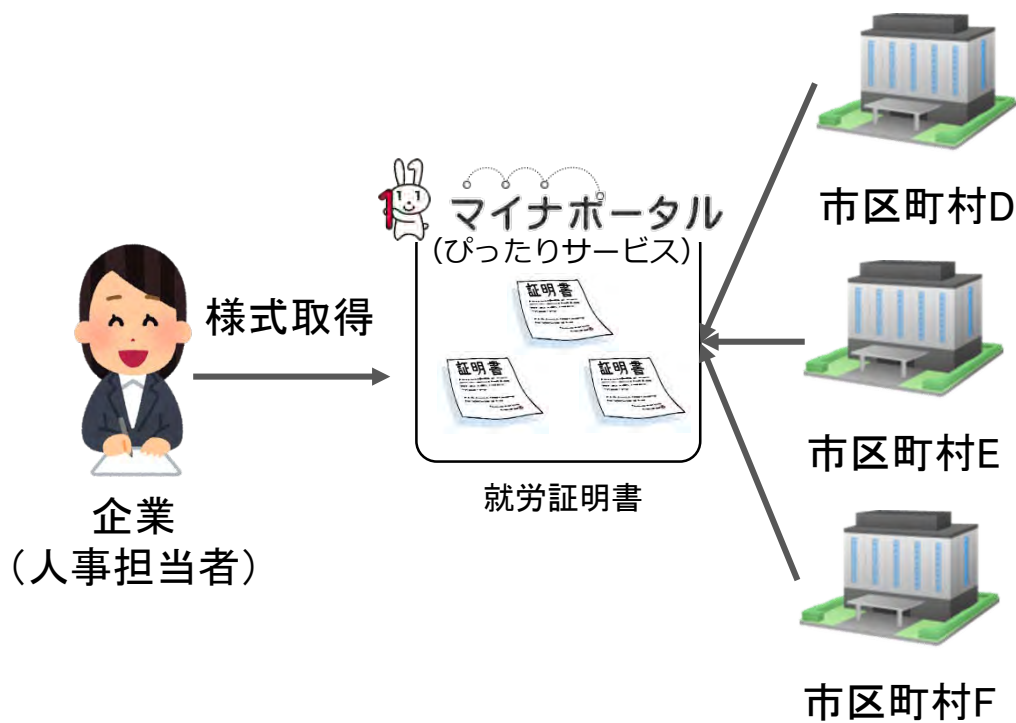 マイナポータル
（ぴったりサービス）
証明書
証明書
証明書
就労証明書
様式取得
企業
（人事担当者）
市区町村D
市区町村E
市区町村F